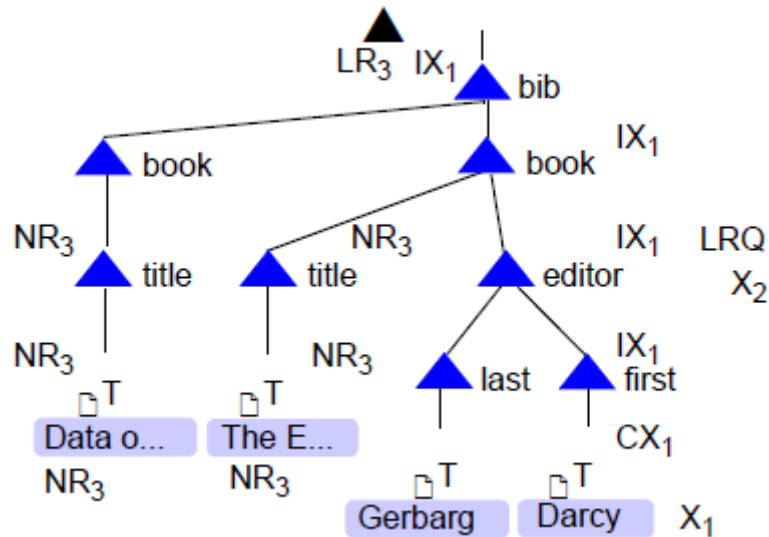 LR3 IX1
bib
book book IX1
NR3 NR3 IX1 LRQ
title title editor X2
NR3 NR3 IX1
last first
T T CX1
Data o... The E...
NR3 NR3
T T
Gerbarg Darcy X1